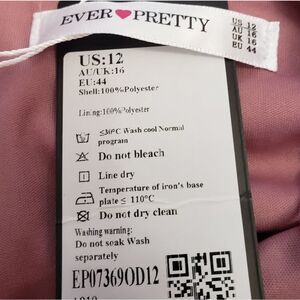 EVER PRETTY
US 12
AU 16
UK 16
EU 44
US:12
AU/UK:16
EU:44
Shell:100%Polyester
Lining:100%Polyester
≤30°C Wash cool Normal
program
Do not bleach
Line dry
Temperature of iron's base
plate ≤ 110°C
Do not dry clean
Washing warning:
Do not soak Wash
separately
EP07369OD12